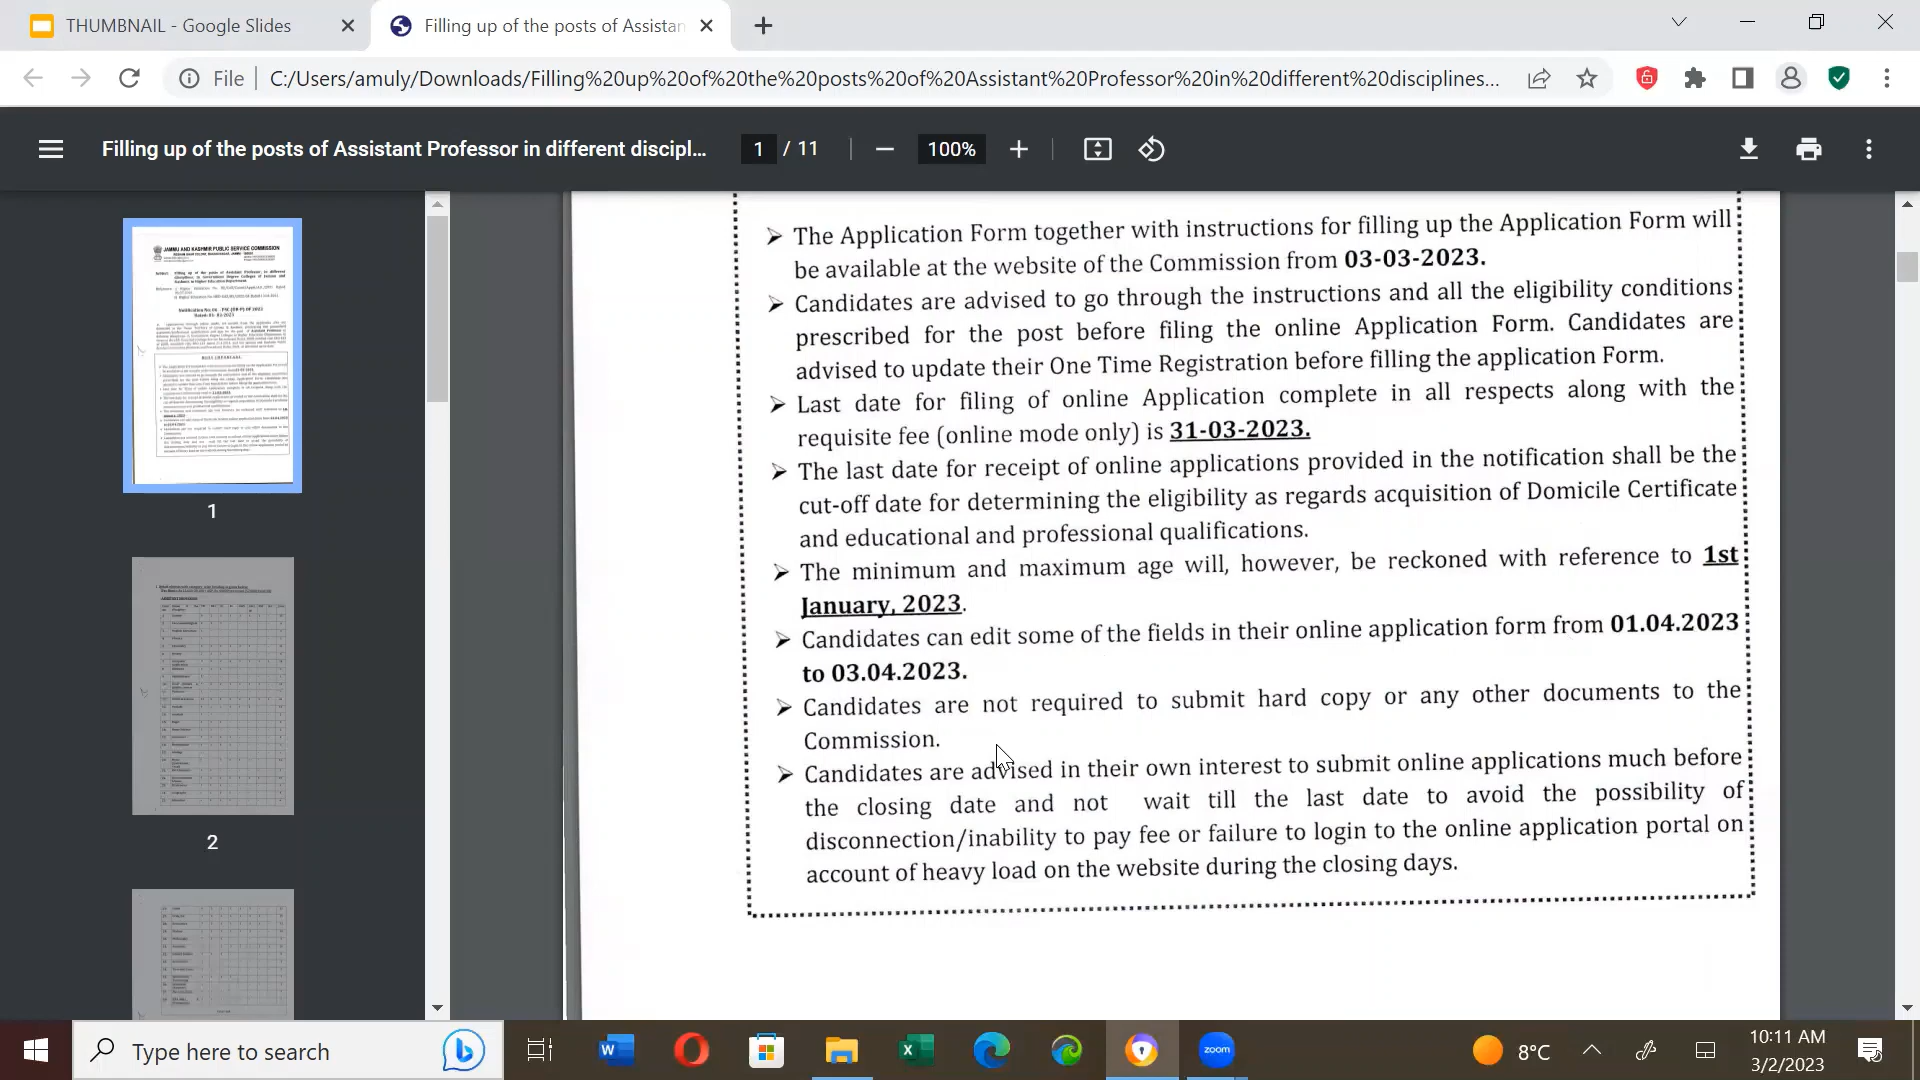 THUMBNAIL - Google Slides
Filling up of the posts of Assistan
File
C:/Users/amuly/Downloads/Filling%20up%20of%20the%20posts%20of%20Assistant%20Professor%20in%20different%20disciplines...
Filling up of the posts of Assistant Professor in different discipl...
1 / 11
100%
The Application Form together with instructions for filling up the Application Form will
be available at the website of the Commission from 03-03-2023.
Candidates are advised to go through the instructions and all the eligibility conditions
prescribed for the post before filing the online Application Form. Candidates are
advised to update their One Time Registration before filling the application Form.
Last date for filing of online Application complete in all respects along with the
requisite fee (online mode only) is 31-03-2023.
The last date for receipt of online applications provided in the notification shall be the
cut-off date for determining the eligibility as regards acquisition of Domicile Certificate
and educational and professional qualifications.
The minimum and maximum age will, however, be reckoned with reference to 1st
January, 2023.
Candidates can edit some of the fields in their online application form from 01.04.2023
to 03.04.2023.
Candidates are not required to submit hard copy or any other documents to the
Commission.
Candidates are advised in their own interest to submit online applications much before
the closing date and not wait till the last date to avoid the possibility of
disconnection/inability to pay fee or failure to login to the online application portal on
account of heavy load on the website during the closing days.
JAMMU AND KASHMIR PUBLIC SERVICE COMMISSION
1
2
Type here to search
zoom
8°C
10:11 AM
3/2/2023